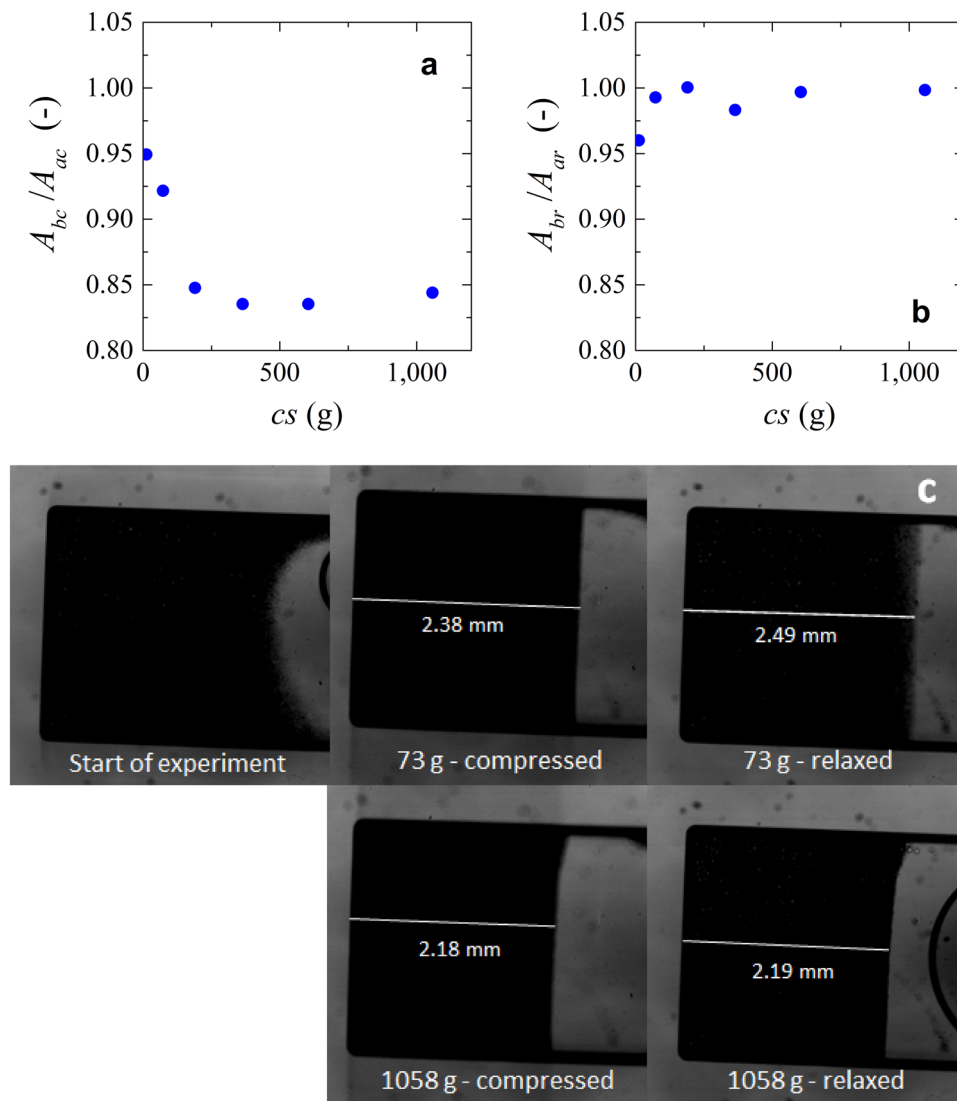 1.05
1.00
0.95
0.90
0.85
0.80
A_bc /A_ac (-)
a
0 500 1,000
cs (g)
1.05
1.00
0.95
0.90
0.85
0.80
A_br /A_ar (-)
b
0 500 1,000
cs (g)
c
2.38 mm
2.49 mm
Start of experiment
73 g - compressed
73 g - relaxed
2.18 mm
2.19 mm
1058 g - compressed
1058 g - relaxed